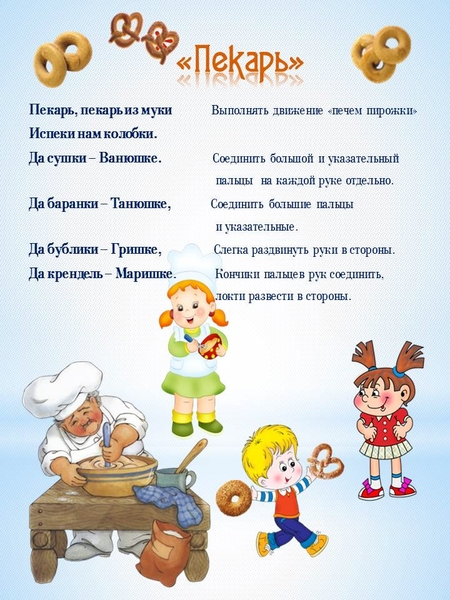 «Пекарь»
Пекарь, пекарь из муки Выполнять движение «печем пирожки»
Испеки нам колобки.
Да сушки – Ванюшке. Соединить большой и указательный
пальцы на каждой руке отдельно.
Да баранки – Танюшке, Соединить большие пальцы
и указательные.
Да бублики – Гришке, Слегка раздвинуть руки в стороны.
Да крендель – Маришке. Кончики пальцев рук соединить,
локти развести в стороны.